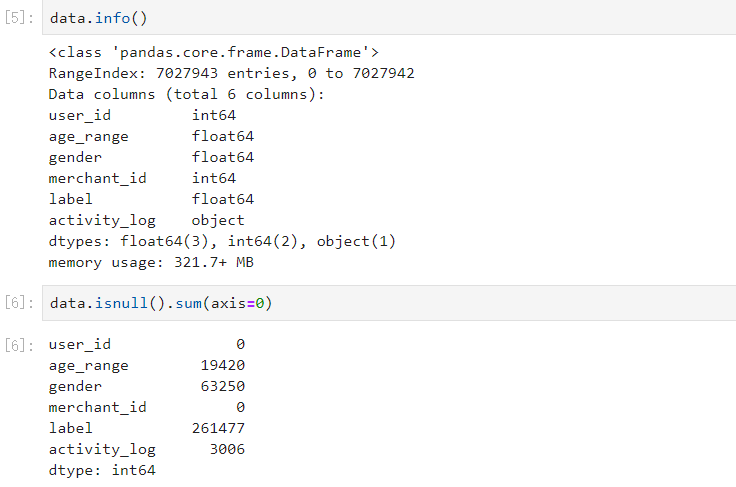 [5]: data.info()
<class 'pandas.core.frame.DataFrame'>
RangeIndex: 7027943 entries, 0 to 7027942
Data columns (total 6 columns):
user_id         int64
age_range       float64
gender          float64
merchant_id     int64
label           float64
activity_log    object
dtypes: float64(3), int64(2), object(1)
memory usage: 321.7+ MB
[6]: data.isnull().sum(axis=0)
[6]: user_id              0
age_range        19420
gender           63250
merchant_id          0
label           261477
activity_log      3006
dtype: int64